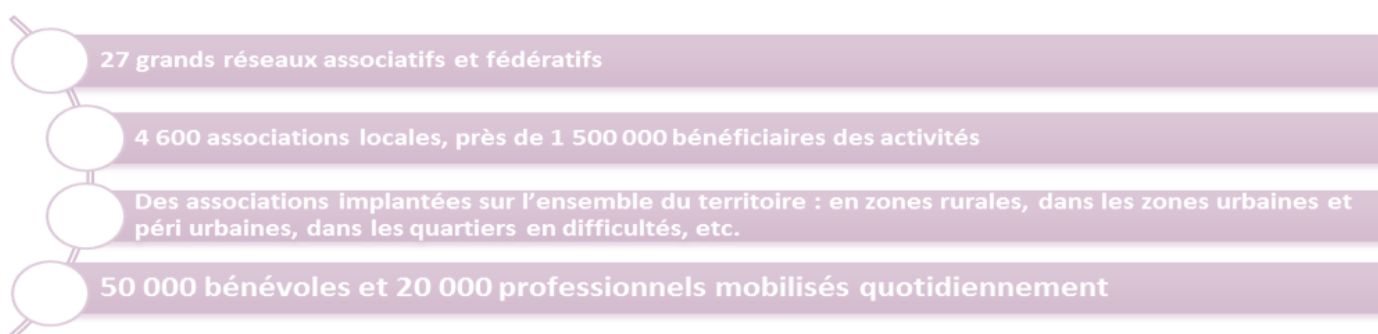 27 grands réseaux associatifs et fédératifs
4 600 associations locales, près de 1 500 000 bénéficiaires des activités
Des associations implantées sur l’ensemble du territoire : en zones rurales, dans les zones urbaines et
péri urbaines, dans les quartiers en difficultés, etc.
50 000 bénévoles et 20 000 professionnels mobilisés quotidiennement